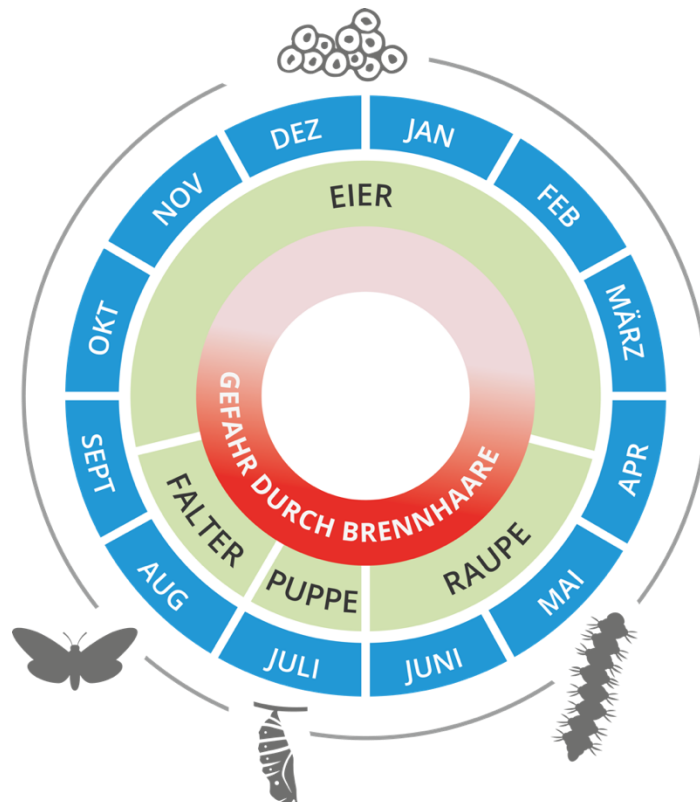 JAN
FEB
MÄRZ
APR
MAI
JUNI
JULI
AUG
SEPT
OKT
NOV
DEZ
EIER
RAUPE
PUPPE
FALTER
GEFAHR DURCH BRENNHAARE